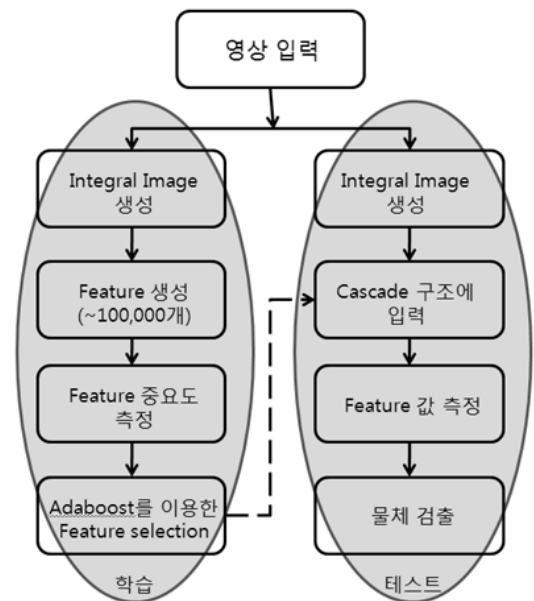 영상 입력
Integral Image
생성
Feature 생성
(~100,000개)
Feature 중요도
측정
Adaboost를 이용한
Feature selection
학습
Integral Image
생성
Cascade 구조에
입력
Feature 값 측정
물체 검출
테스트